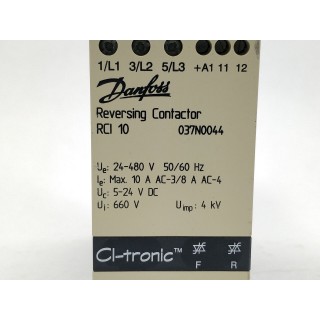 1/L1 3/L2 5/L3 +A1 11 12
Danfoss
Reversing Contactor
RCI 10 037N0044
Ue: 24-480 V 50/60 Hz
Ie: Max. 10 A AC-3/8 A AC-4
Uc: 5-24 V DC
Ui: 660 V Uimp: 4 kV
CI-tronic™
F R